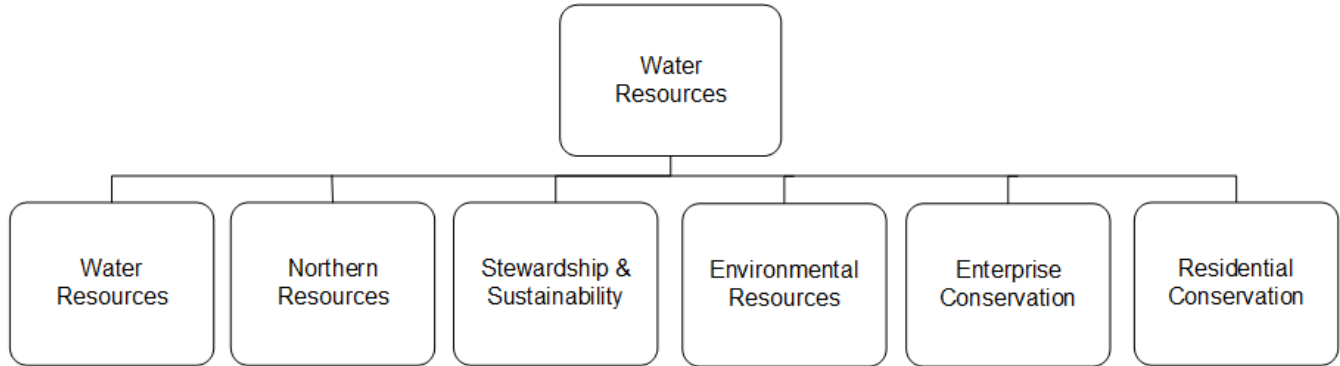 Water
Resources
Water
Resources
Northern
Resources
Stewardship &
Sustainability
Environmental
Resources
Enterprise
Conservation
Residential
Conservation